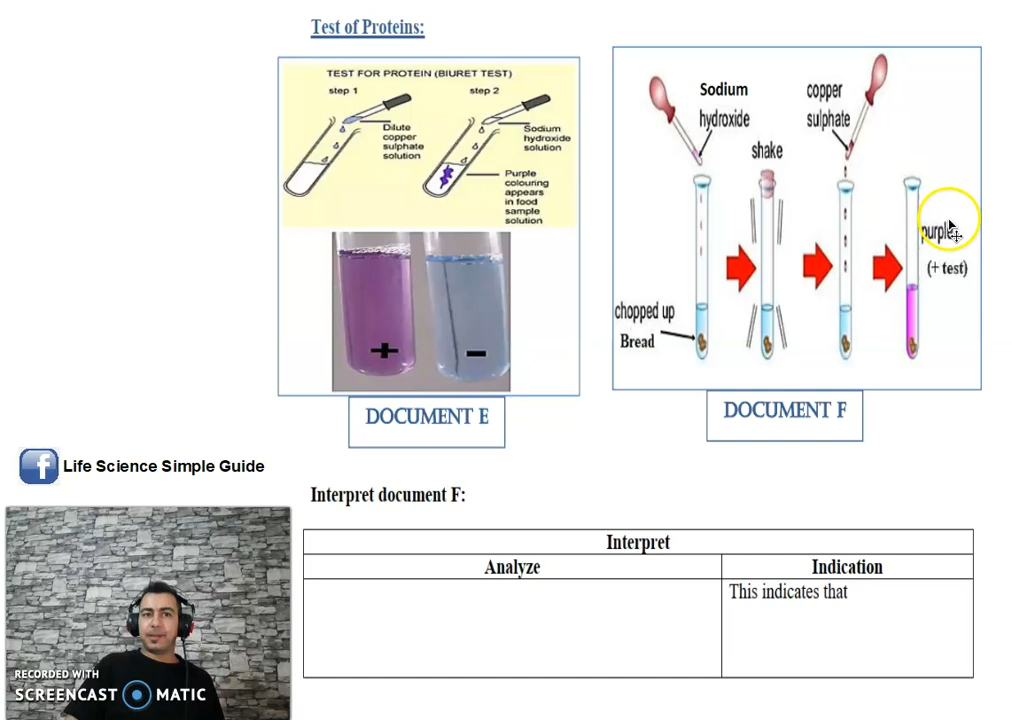 Test of Proteins:
TEST FOR PROTEIN (BIURET TEST)
step 1
step 2
Dilute
copper
sulphate
solution
Sodium
hydroxide
solution
Purple
colouring
appears
in food
sample
solution
+
−
DOCUMENT E
Sodium
hydroxide
shake
copper
sulphate
chopped up
Bread
purple
(+ test)
DOCUMENT F
f Life Science Simple Guide
Interpret document F:
Interpret
Analyze
Indication
This indicates that
RECORDED WITH
SCREENCAST MATIC